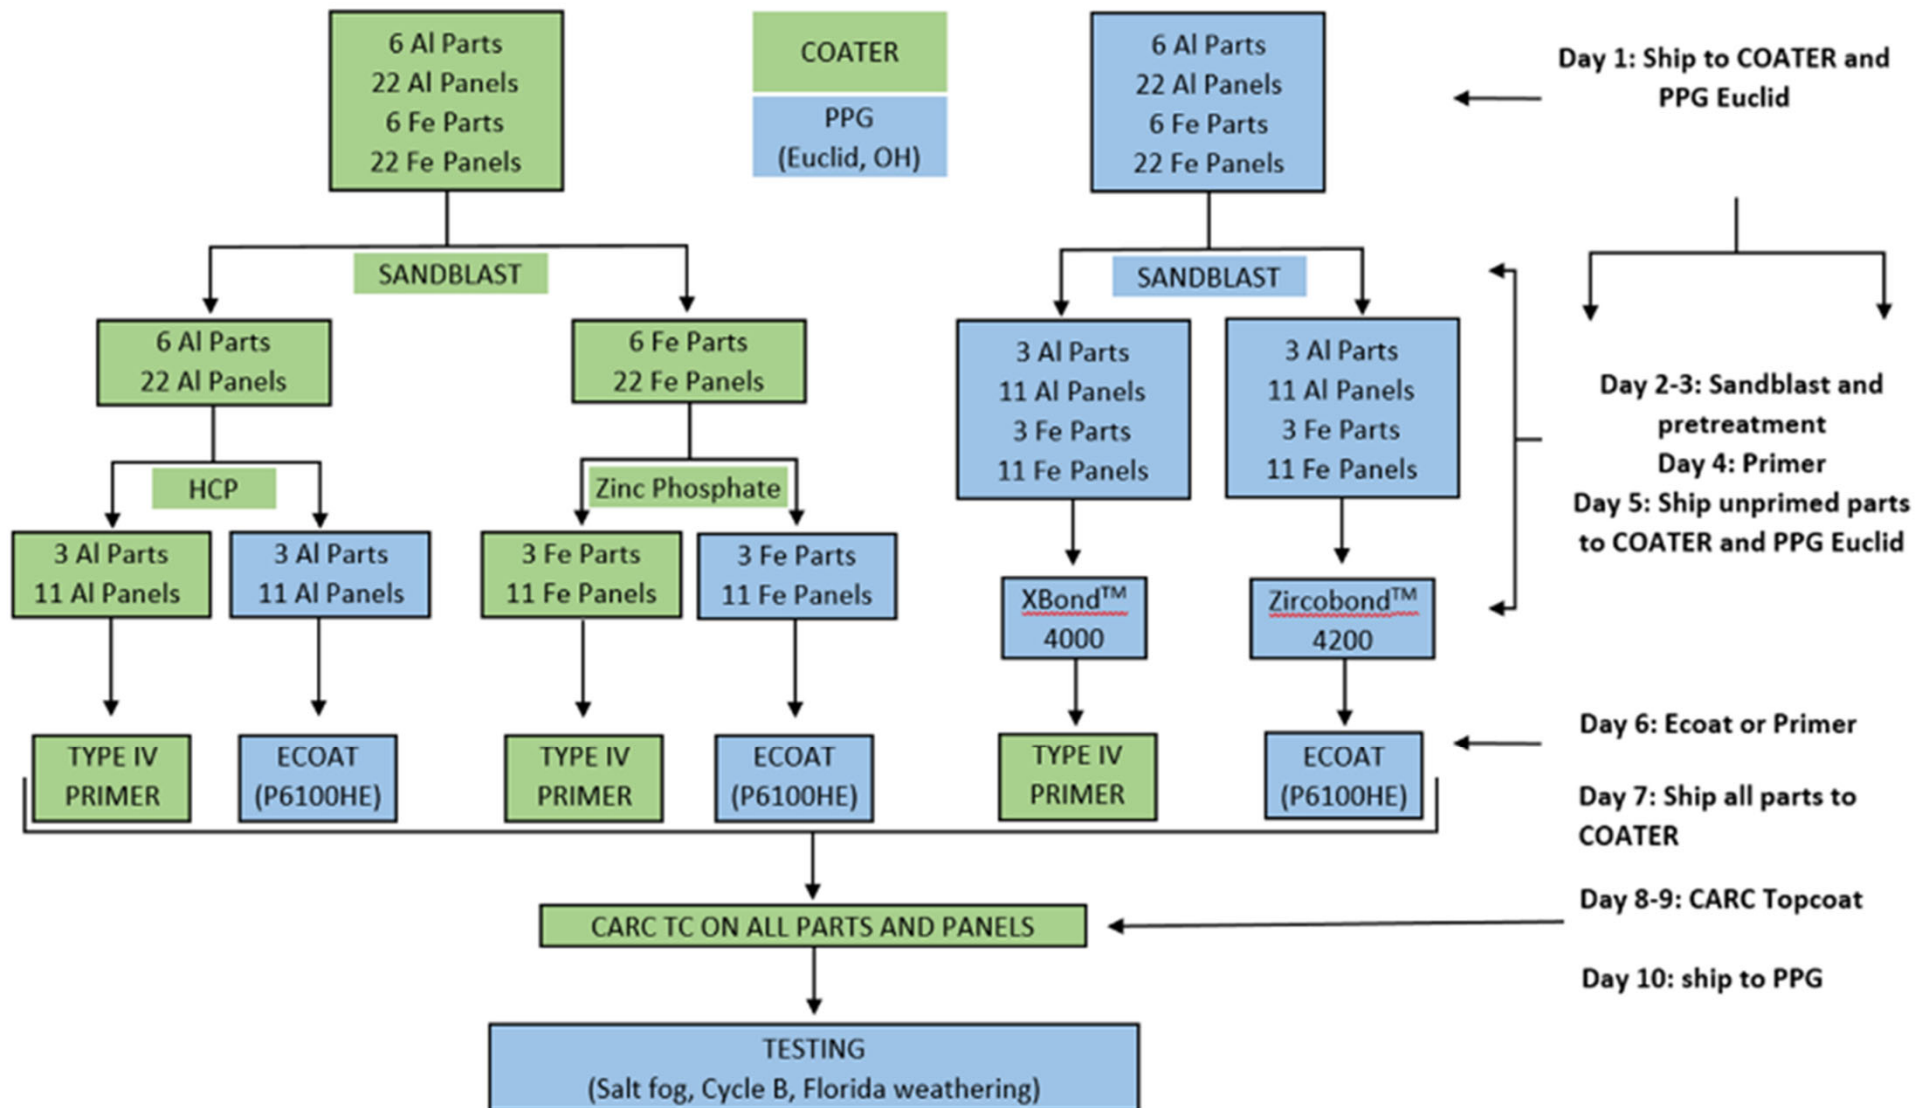 6 Al Parts
22 Al Panels
6 Fe Parts
22 Fe Panels
COATER
PPG
(Euclid, OH)
6 Al Parts
22 Al Panels
6 Fe Parts
22 Fe Panels
Day 1: Ship to COATER and
PPG Euclid
SANDBLAST
SANDBLAST
6 Al Parts
22 Al Panels
6 Fe Parts
22 Fe Panels
3 Al Parts
11 Al Panels
3 Fe Parts
11 Fe Panels
3 Al Parts
11 Al Panels
3 Fe Parts
11 Fe Panels
Day 2-3: Sandblast and
pretreatment
Day 4: Primer
Day 5: Ship unprimed parts
to COATER and PPG Euclid
HCP
Zinc Phosphate
3 Al Parts
11 Al Panels
3 Al Parts
11 Al Panels
3 Fe Parts
11 Fe Panels
3 Fe Parts
11 Fe Panels
XBond™
4000
Zircobond™
4200
TYPE IV
PRIMER
ECOAT
(P6100HE)
TYPE IV
PRIMER
ECOAT
(P6100HE)
TYPE IV
PRIMER
ECOAT
(P6100HE)
Day 6: Ecoat or Primer
Day 7: Ship all parts to
COATER
Day 8-9: CARC Topcoat
CARC TC ON ALL PARTS AND PANELS
Day 10: ship to PPG
TESTING
(Salt fog, Cycle B, Florida weathering)